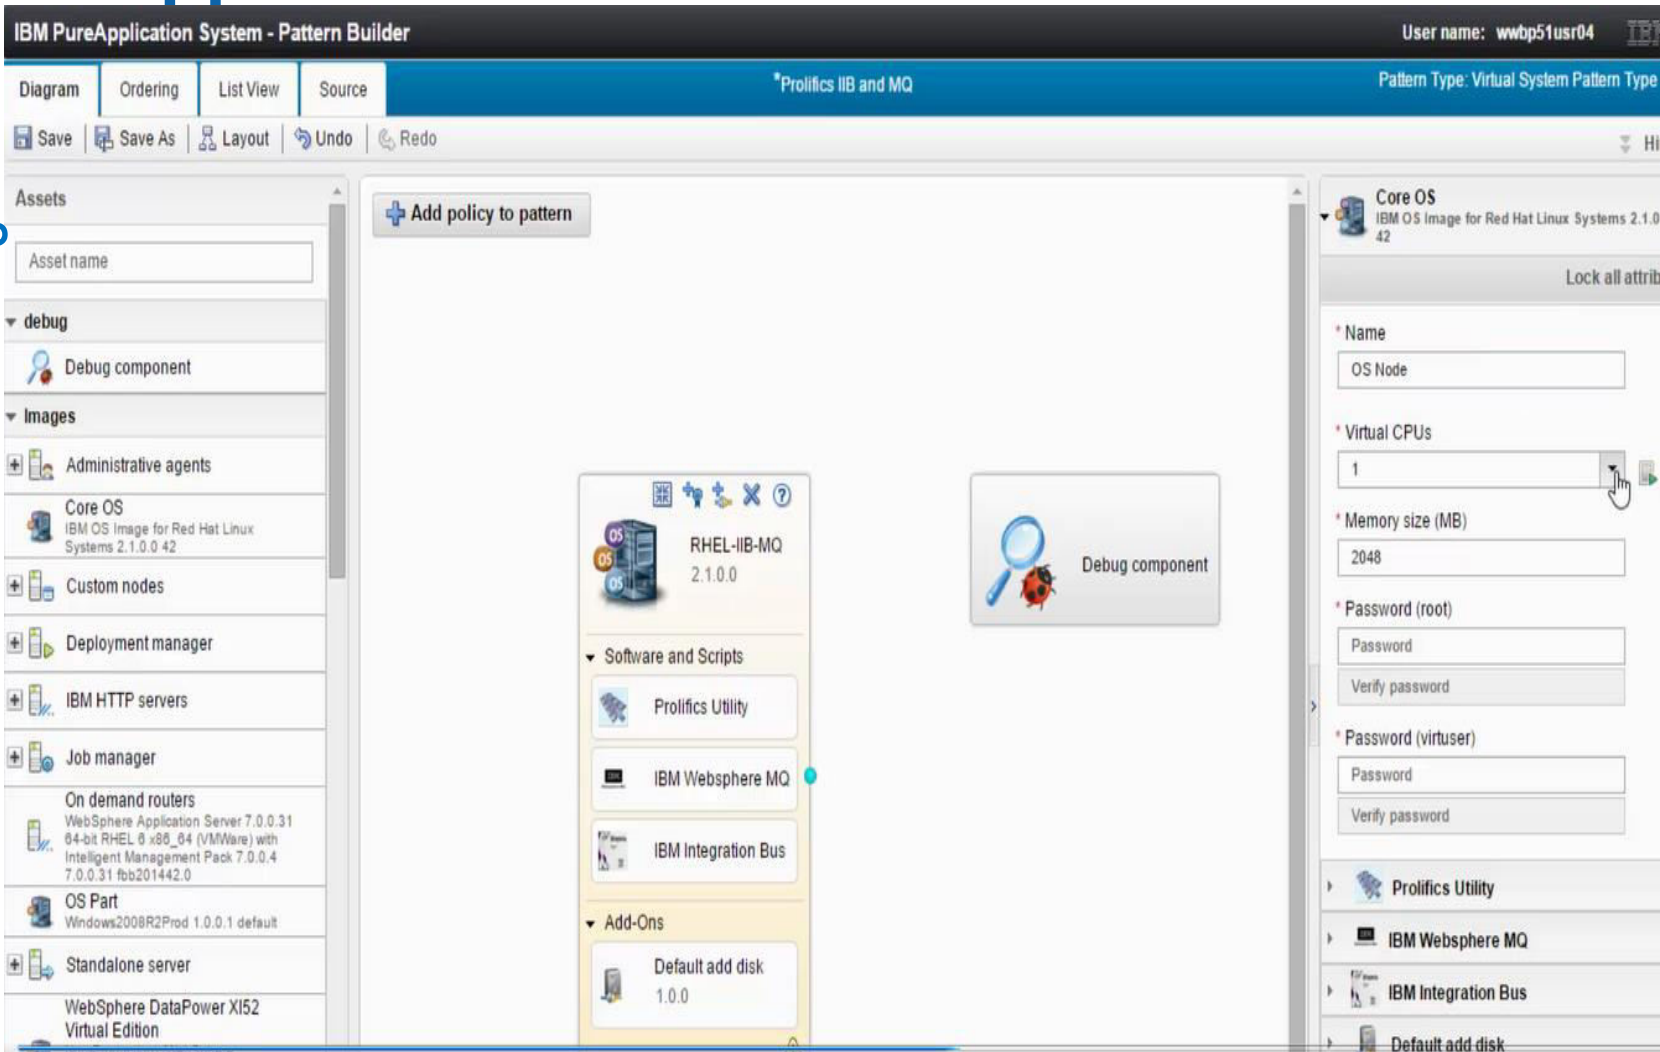 IBM PureApplication System - Pattern Builder
User name: wwbp51usr04
IBM
Diagram
Ordering
List View
Source
*Prolifics IIB and MQ
Pattern Type: Virtual System Pattern Type
Save
Save As
Layout
Undo
Redo
Hi
Assets
Asset name
debug
Debug component
Images
Administrative agents
Core OS
IBM OS Image for Red Hat Linux
Systems 2.1.0.0 42
Custom nodes
Deployment manager
IBM HTTP servers
Job manager
On demand routers
WebSphere Application Server 7.0.0.31
64-bit RHEL 6 x86_64 (VMWare) with
Intelligent Management Pack 7.0.0.4
7.0.0.31 fbb201442.0
OS Part
Windows2008R2Prod 1.0.0.1 default
Standalone server
WebSphere DataPower XI52
Virtual Edition
Add policy to pattern
OS
OS
OS
RHEL-IIB-MQ
2.1.0.0
Software and Scripts
Prolifics Utility
IBM Websphere MQ
IBM Integration Bus
Add-Ons
Default add disk
1.0.0
Debug component
Core OS
IBM OS Image for Red Hat Linux Systems 2.1.0
42
Lock all attrib
* Name
OS Node
* Virtual CPUs
1
* Memory size (MB)
2048
* Password (root)
Password
Verify password
* Password (virtuser)
Password
Verify password
Prolifics Utility
IBM Websphere MQ
IBM Integration Bus
Default add disk